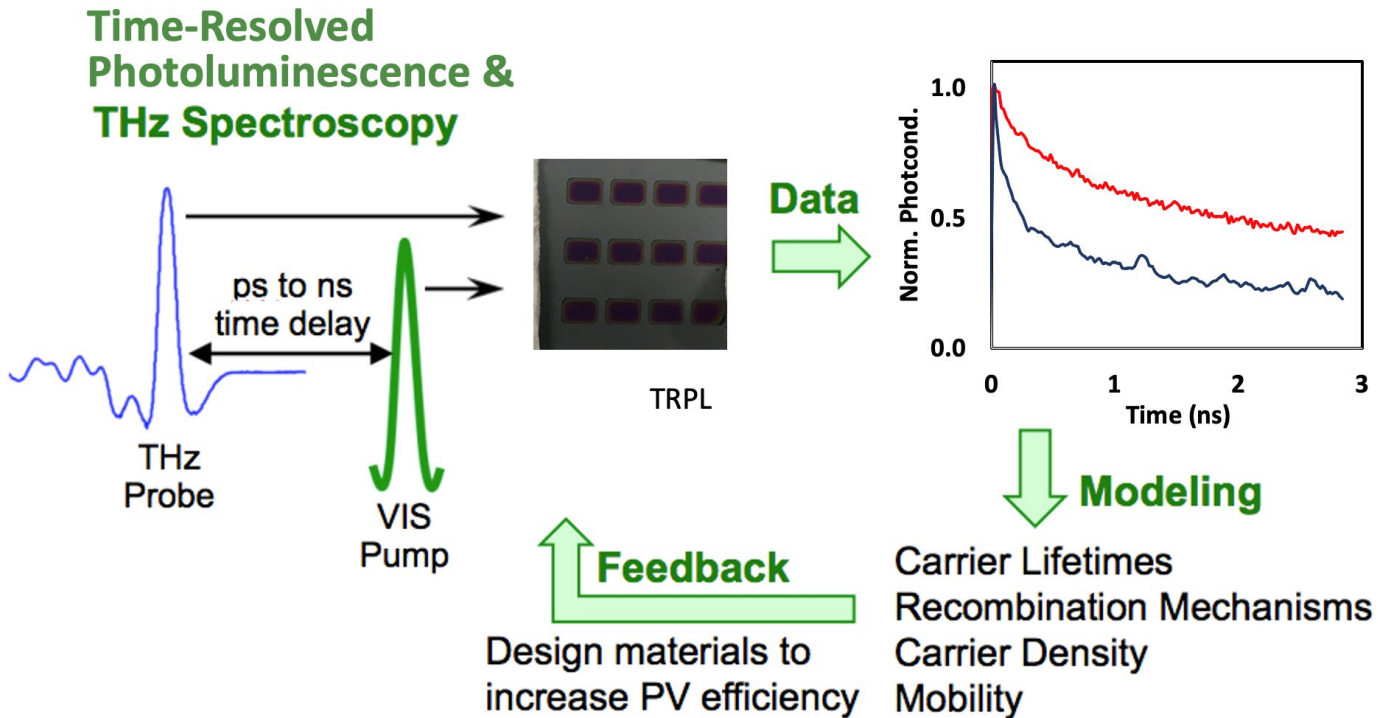 Time-Resolved
Photoluminescence &
THz Spectroscopy
ps to ns
time delay
THz
Probe
VIS
Pump
TRPL
Data
Norm. Photcond.
1.0
0.5
0.0
0
1
2
3
Time (ns)
Modeling
Carrier Lifetimes
Recombination Mechanisms
Carrier Density
Mobility
Feedback
Design materials to
increase PV efficiency